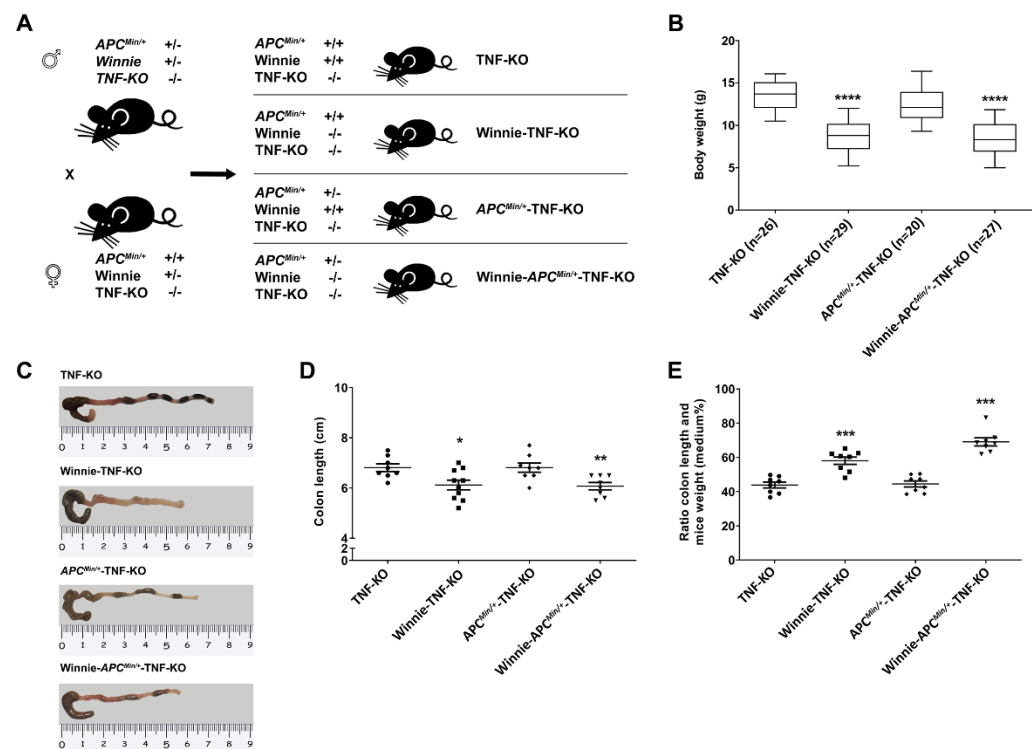 A
♂
APC^Min/+ +/-
Winnie +/-
TNF-KO -/-
X
♀
APC^Min/+ +/+
Winnie +/-
TNF-KO -/-
APC^Min/+ +/+
Winnie +/+
TNF-KO -/-
TNF-KO
APC^Min/+ +/+
Winnie -/-
TNF-KO -/-
Winnie-TNF-KO
APC^Min/+ +/-
Winnie +/+
TNF-KO -/-
APC^Min/+-TNF-KO
APC^Min/+ +/-
Winnie -/-
TNF-KO -/-
Winnie-APC^Min/+-TNF-KO
B
Body weight (g)
20
15
10
5
0
****
****
TNF-KO (n=26)
Winnie-TNF-KO (n=29)
APC^Min/+-TNF-KO (n=20)
Winnie-APC^Min/+-TNF-KO (n=27)
C
TNF-KO
0 1 2 3 4 5 6 7 8 9
Winnie-TNF-KO
0 1 2 3 4 5 6 7 8 9
APC^Min/+-TNF-KO
0 1 2 3 4 5 6 7 8 9
Winnie-APC^Min/+-TNF-KO
0 1 2 3 4 5 6 7 8 9
D
Colon length (cm)
10
8
6
4
2
0
*
**
TNF-KO
Winnie-TNF-KO
APC^Min/+-TNF-KO
Winnie-APC^Min/+-TNF-KO
E
Ratio colon length and
mice weight (medium%)
100
80
60
40
20
0
***
***
TNF-KO
Winnie-TNF-KO
APC^Min/+-TNF-KO
Winnie-APC^Min/+-TNF-KO